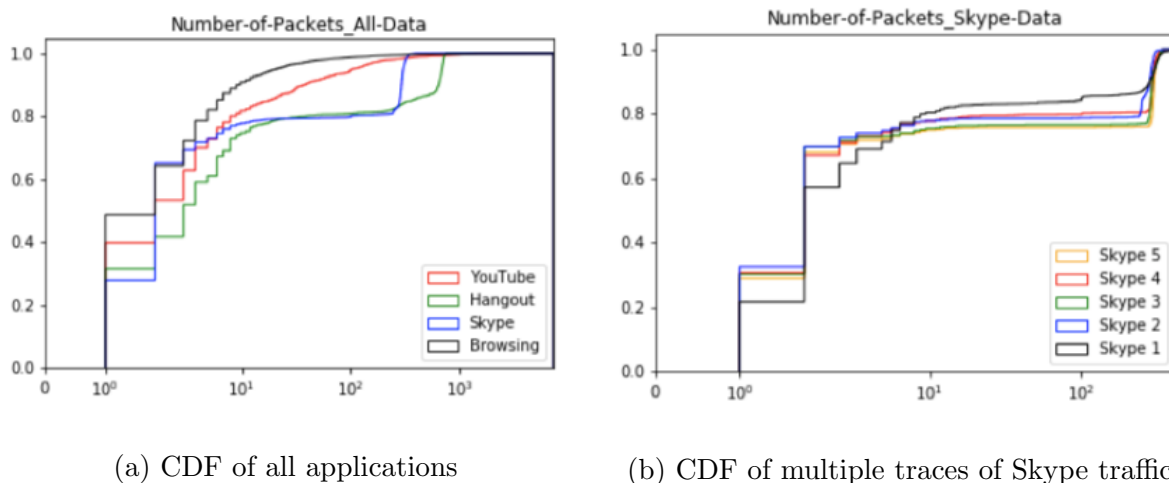 Number-of-Packets_All-Data
1.0
0.8
0.6
0.4
0.2
0.0
0
10⁰
10¹
10²
10³
YouTube
Hangout
Skype
Browsing
(a) CDF of all applications
Number-of-Packets_Skype-Data
1.0
0.8
0.6
0.4
0.2
0.0
0
10⁰
10¹
10²
Skype 5
Skype 4
Skype 3
Skype 2
Skype 1
(b) CDF of multiple traces of Skype traffic